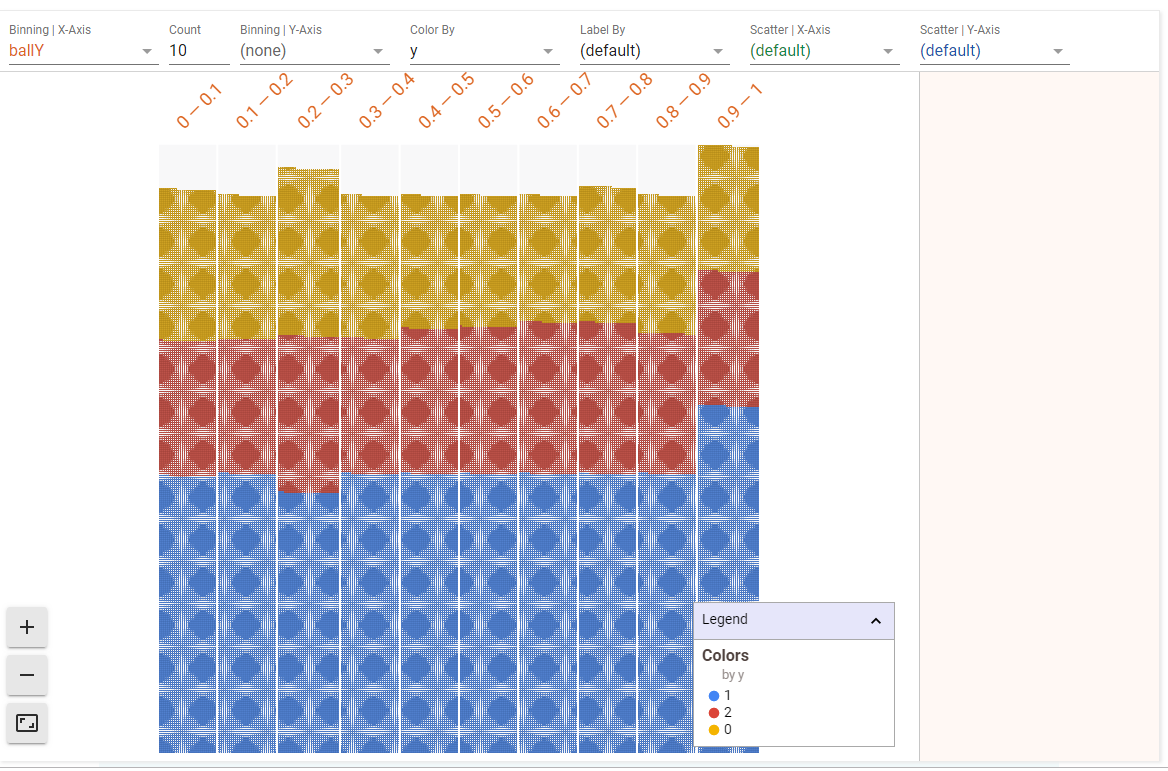 Binning | X-Axis Count Binning | Y-Axis Color By Label By Scatter | X-Axis Scatter | Y-Axis
ballY 10 (none) y (default) (default) (default)
0 – 0.1 0.1 – 0.2 0.2 – 0.3 0.3 – 0.4 0.4 – 0.5 0.5 – 0.6 0.6 – 0.7 0.7 – 0.8 0.8 – 0.9 0.9 – 1
Legend
Colors
by y
1
2
0